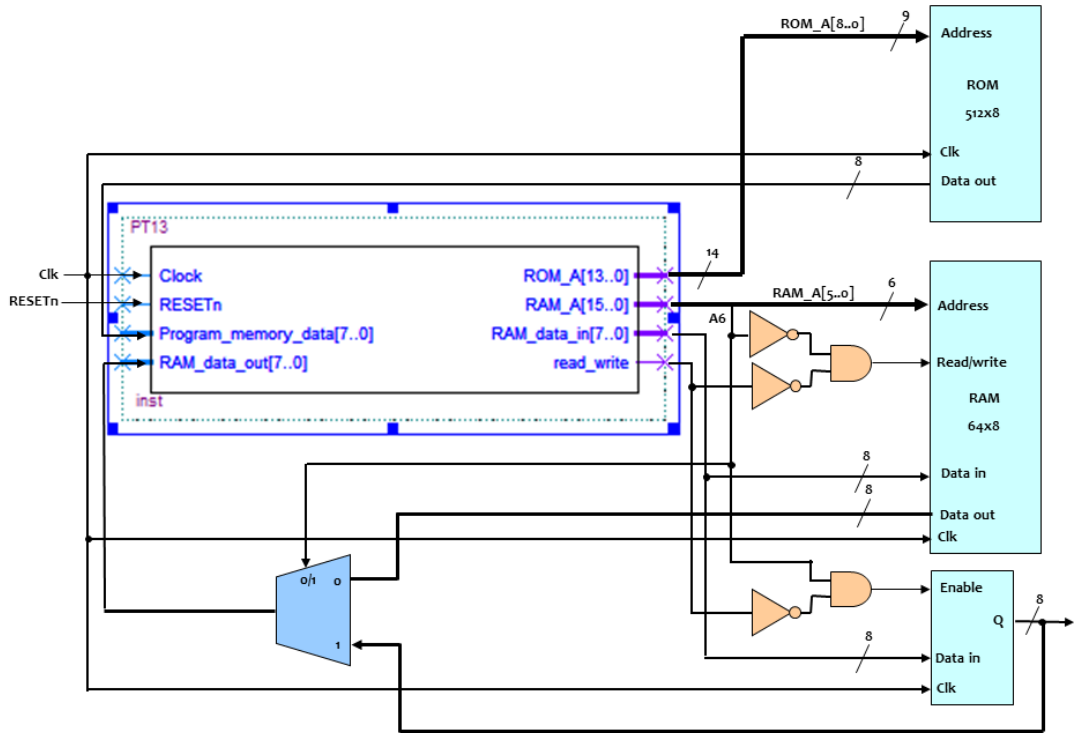 ROM_A[8..0]
9
Address
ROM
512x8
Clk
8
Data out
PT13
Clk
Clock
ROM_A[13..0]
14
RESETn
RESETn
RAM_A[15..0]
RAM_A[5..0]
6
Address
A6
Program_memory_data[7..0]
RAM_data_in[7..0]
RAM_data_out[7..0]
read_write
Read/write
inst
RAM
64x8
8
Data in
8
Data out
Clk
0/1
0
Enable
8
Q
1
8
Data in
Clk